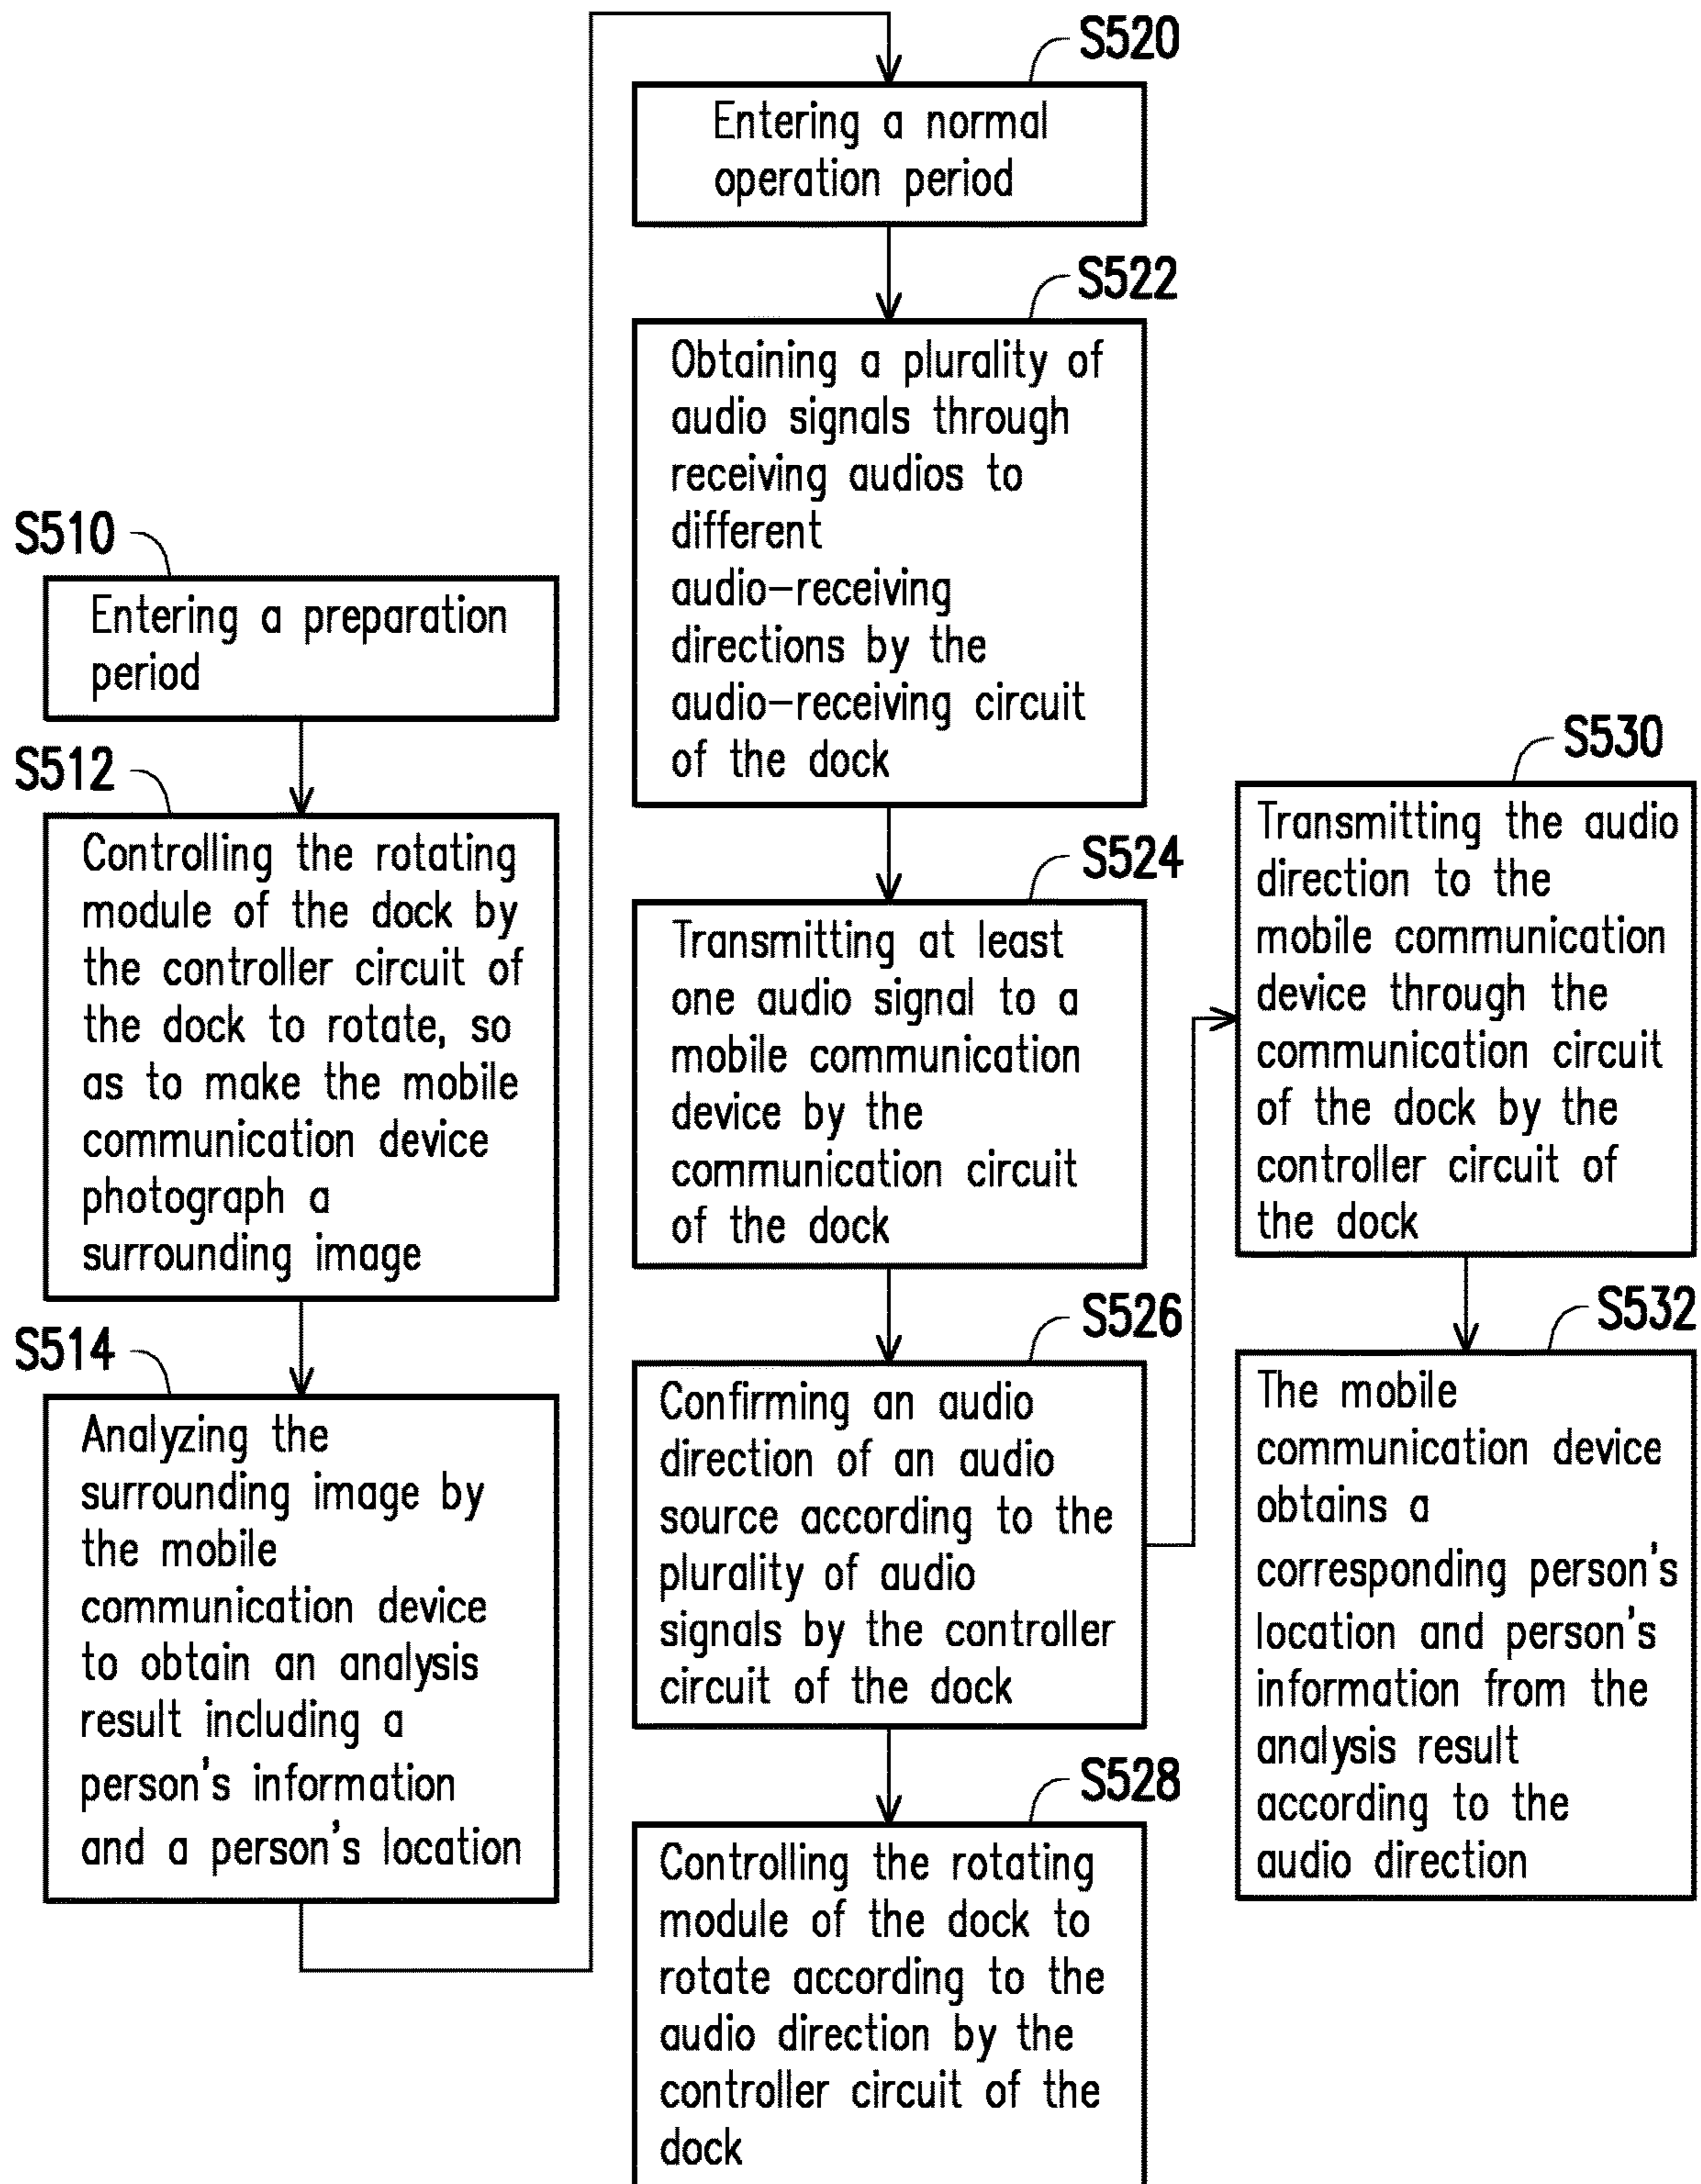 S510
Entering a preparation
period
S512
Controlling the rotating
module of the dock by
the controller circuit of
the dock to rotate, so
as to make the mobile
communication device
photograph a
surrounding image
S514
Analyzing the
surrounding image by
the mobile
communication device
to obtain an analysis
result including a
person's information
and a person's location
S520
Entering a normal
operation period
S522
Obtaining a plurality of
audio signals through
receiving audios to
different
audio-receiving
directions by the
audio-receiving circuit
of the dock
S524
Transmitting at least
one audio signal to a
mobile communication
device by the
communication circuit
of the dock
S526
Confirming an audio
direction of an audio
source according to the
plurality of audio
signals by the controller
circuit of the dock
S528
Controlling the rotating
module of the dock to
rotate according to the
audio direction by the
controller circuit of the
dock
S530
Transmitting the audio
direction to the
mobile communication
device through the
communication circuit
of the dock by the
controller circuit of
the dock
S532
The mobile
communication device
obtains a
corresponding person's
location and person's
information from the
analysis result
according to the
audio direction